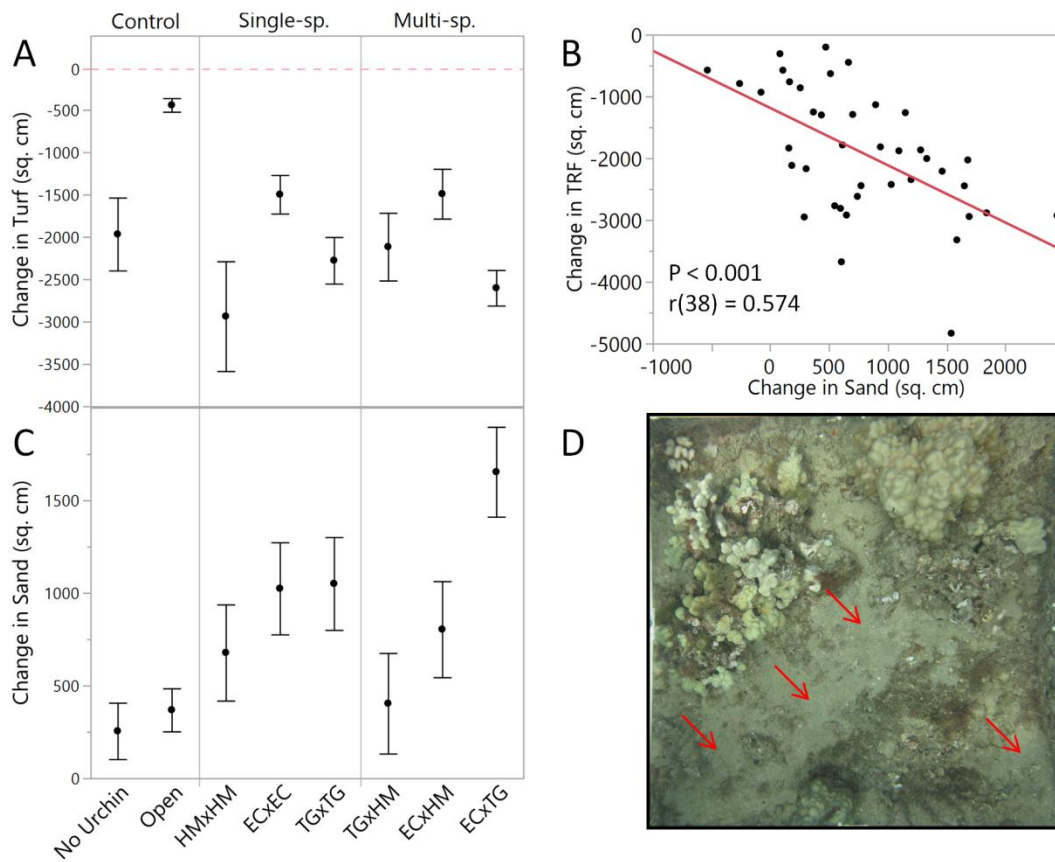 Control Single-sp. Multi-sp.
A
0
-500
-1000
-1500
-2000
-2500
-3000
-3500
-4000
Change in Turf (sq. cm)
B
0
-1000
-2000
-3000
-4000
-5000
Change in TRF (sq. cm)
P < 0.001
r(38) = 0.574
-1000 0 500 1000 1500 2000
Change in Sand (sq. cm)
C
1500
1000
500
0
Change in Sand (sq. cm)
No Urchin Open HMxHM ECxEC TGxTG TGxHM ECxHM ECxTG
D